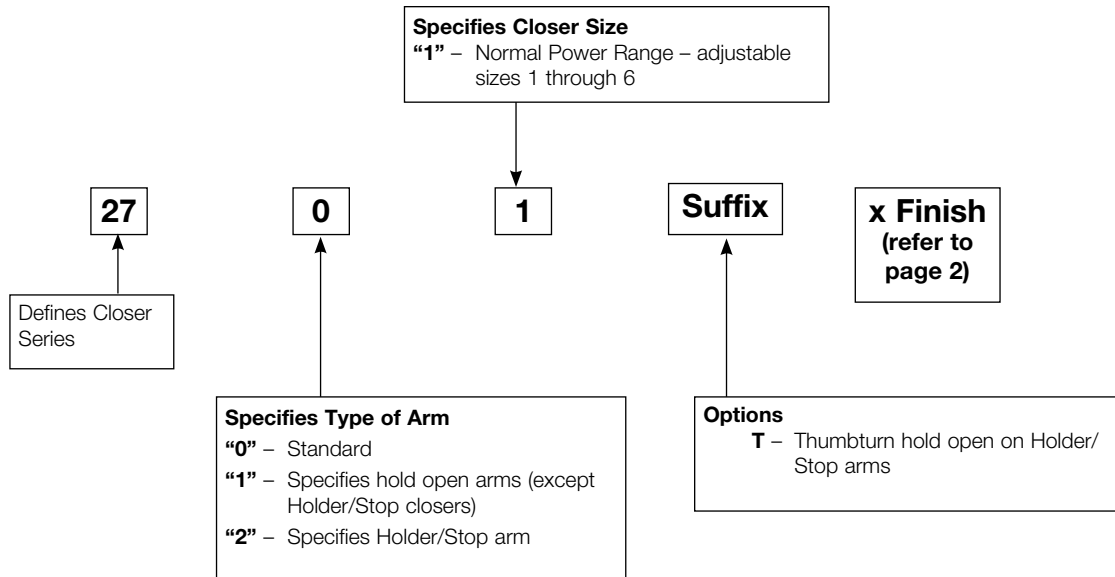 Specifies Closer Size
“1” – Normal Power Range – adjustable
sizes 1 through 6
27
0
1
Suffix
x Finish
(refer to
page 2)
Defines Closer
Series
Specifies Type of Arm
“0” – Standard
“1” – Specifies hold open arms (except
Holder/Stop closers)
“2” – Specifies Holder/Stop arm
Options
T – Thumbturn hold open on Holder/
Stop arms